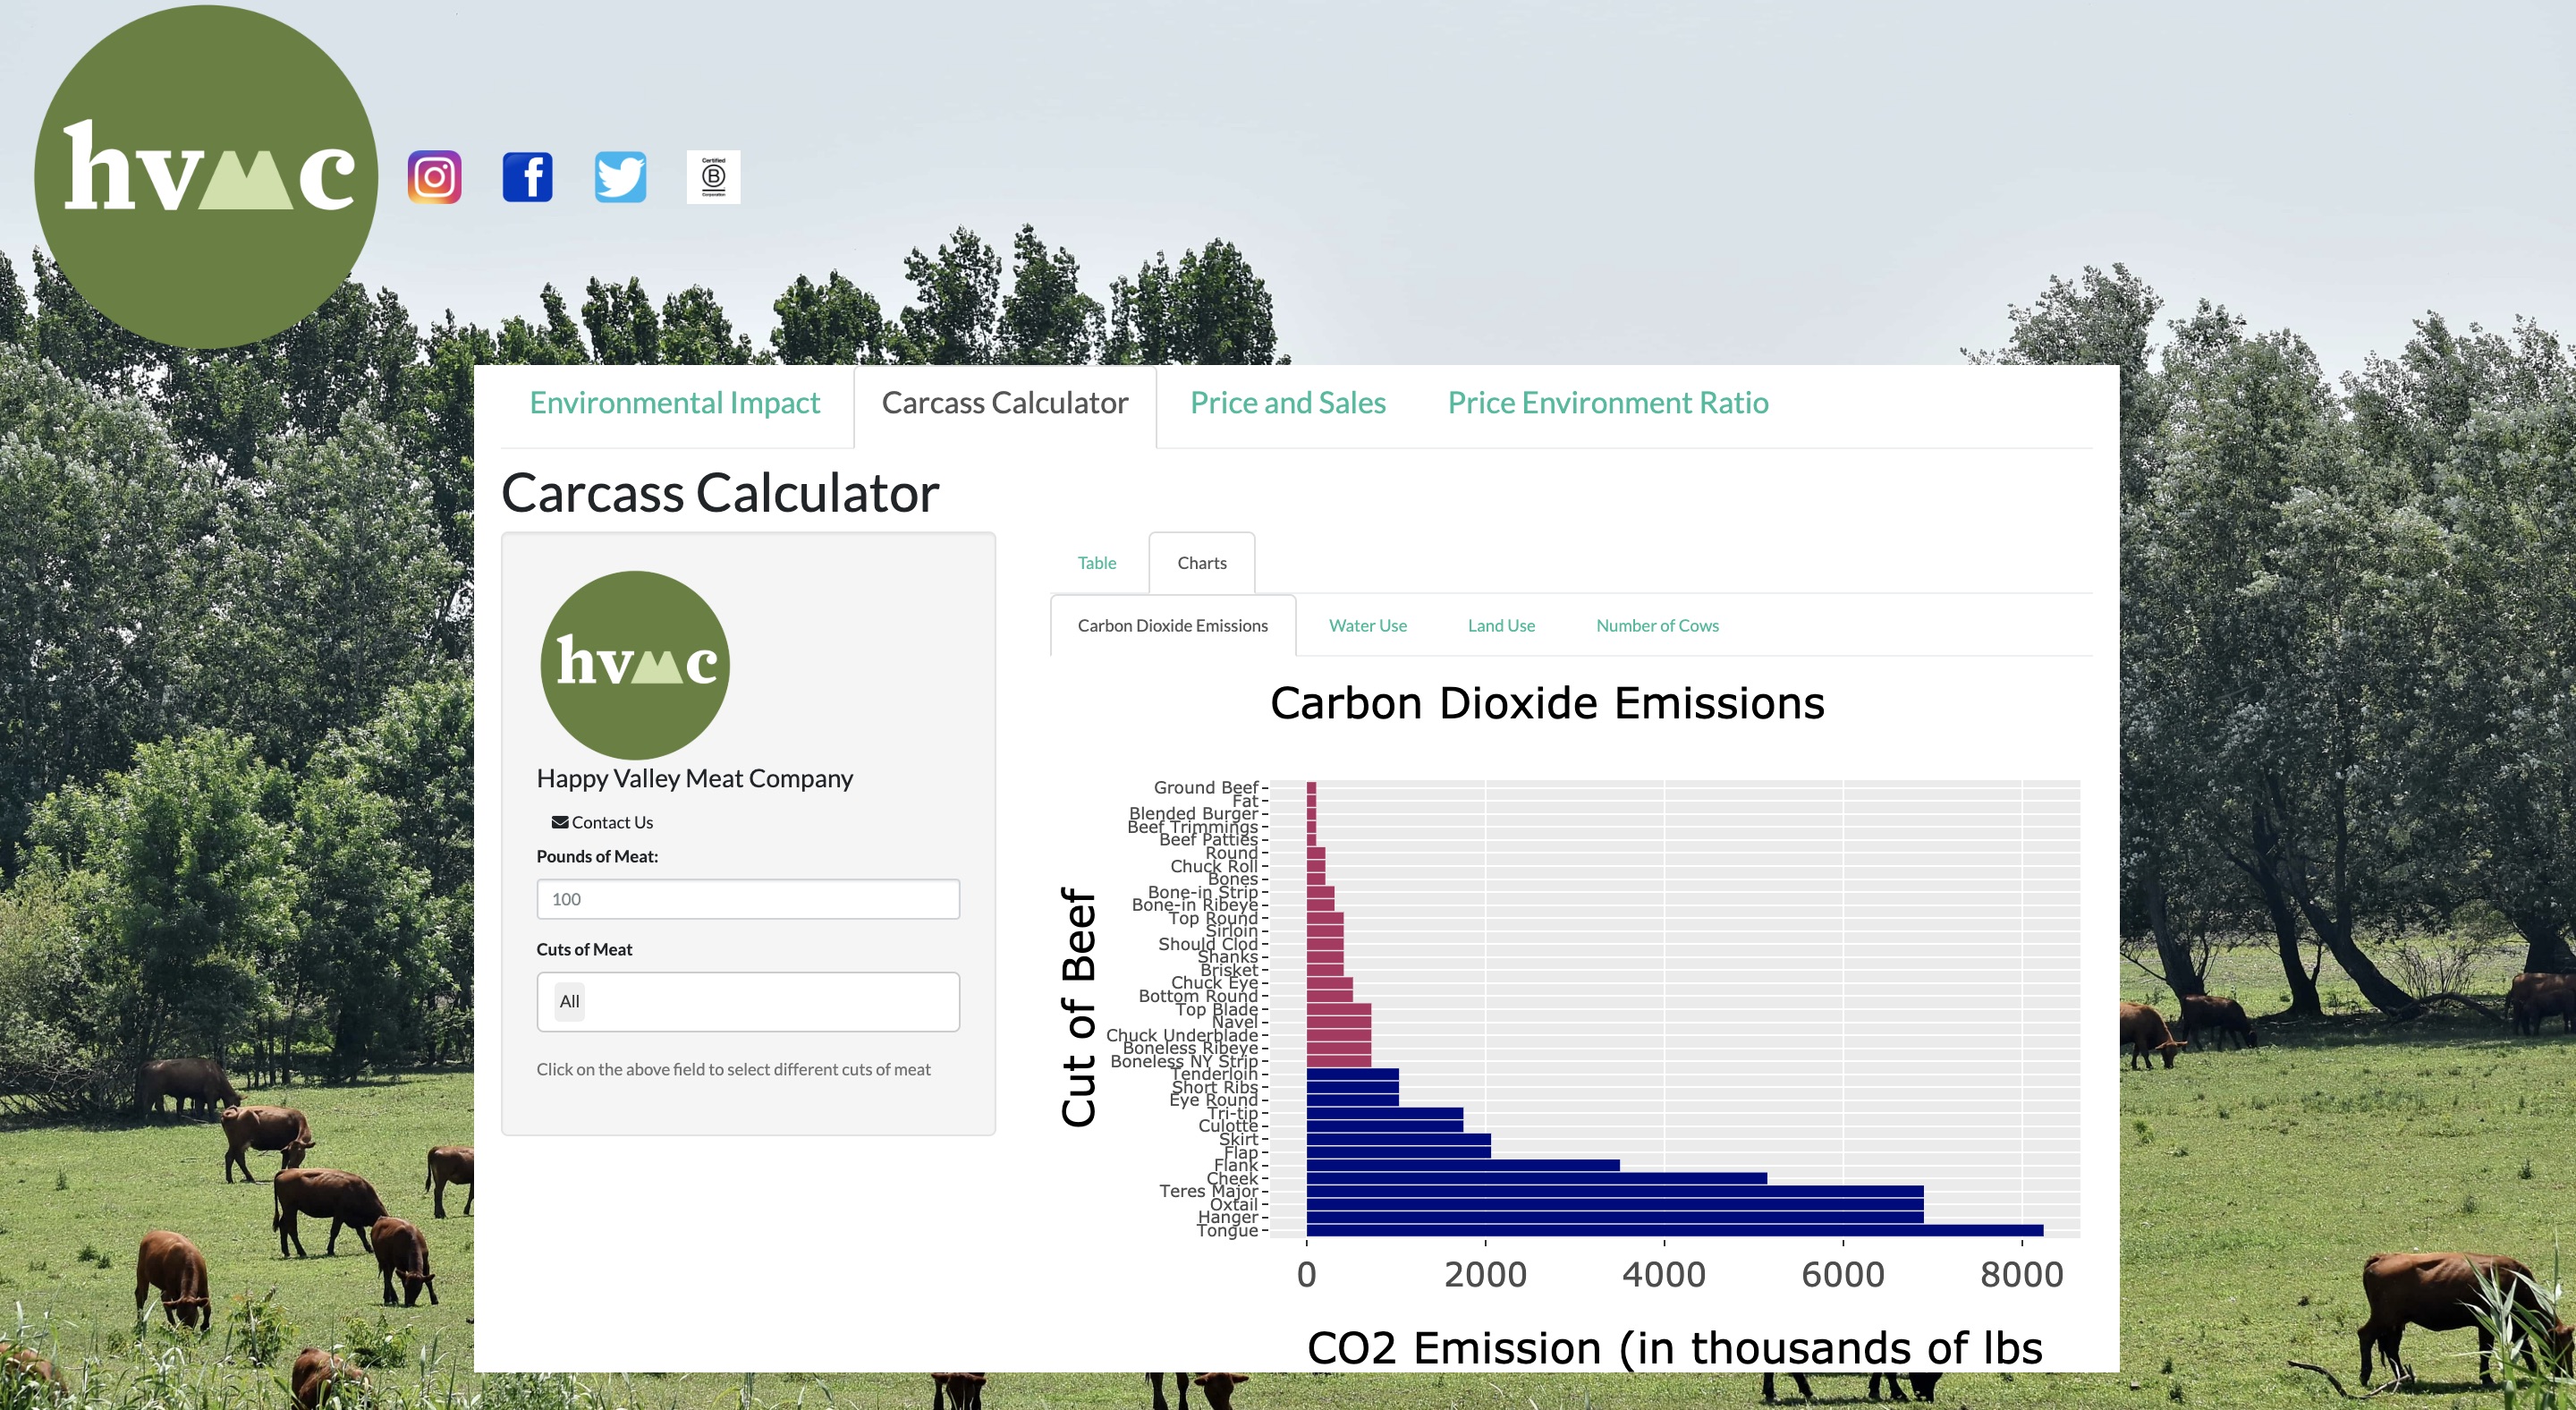 hvmc
Certified
B
Corporation
Environmental Impact
Carcass Calculator
Price and Sales
Price Environment Ratio
Carcass Calculator
hvmc
Happy Valley Meat Company
Contact Us
Pounds of Meat:
100
Cuts of Meat
All
Click on the above field to select different cuts of meat
Table
Charts
Carbon Dioxide Emissions
Water Use
Land Use
Number of Cows
Carbon Dioxide Emissions
Cut of Beef
Ground Beef
Fat
Blended Burger
Beef Trimmings
Beef Patties
Round
Chuck Roll
Bones
Bone-in Strip
Bone-in Ribeye
Top Round
Sirloin
Should Clod
Shanks
Brisket
Chuck Eye
Bottom Round
Top Blade
Navel
Chuck Underblade
Boneless Ribeye
Boneless NY Strip
Tenderloin
Short Ribs
Eye Round
Tri-tip
Culotte
Skirt
Flap
Flank
Cheek
Teres Major
Oxtail
Hanger
Tongue
0 2000 4000 6000 8000
CO2 Emission (in thousands of lbs